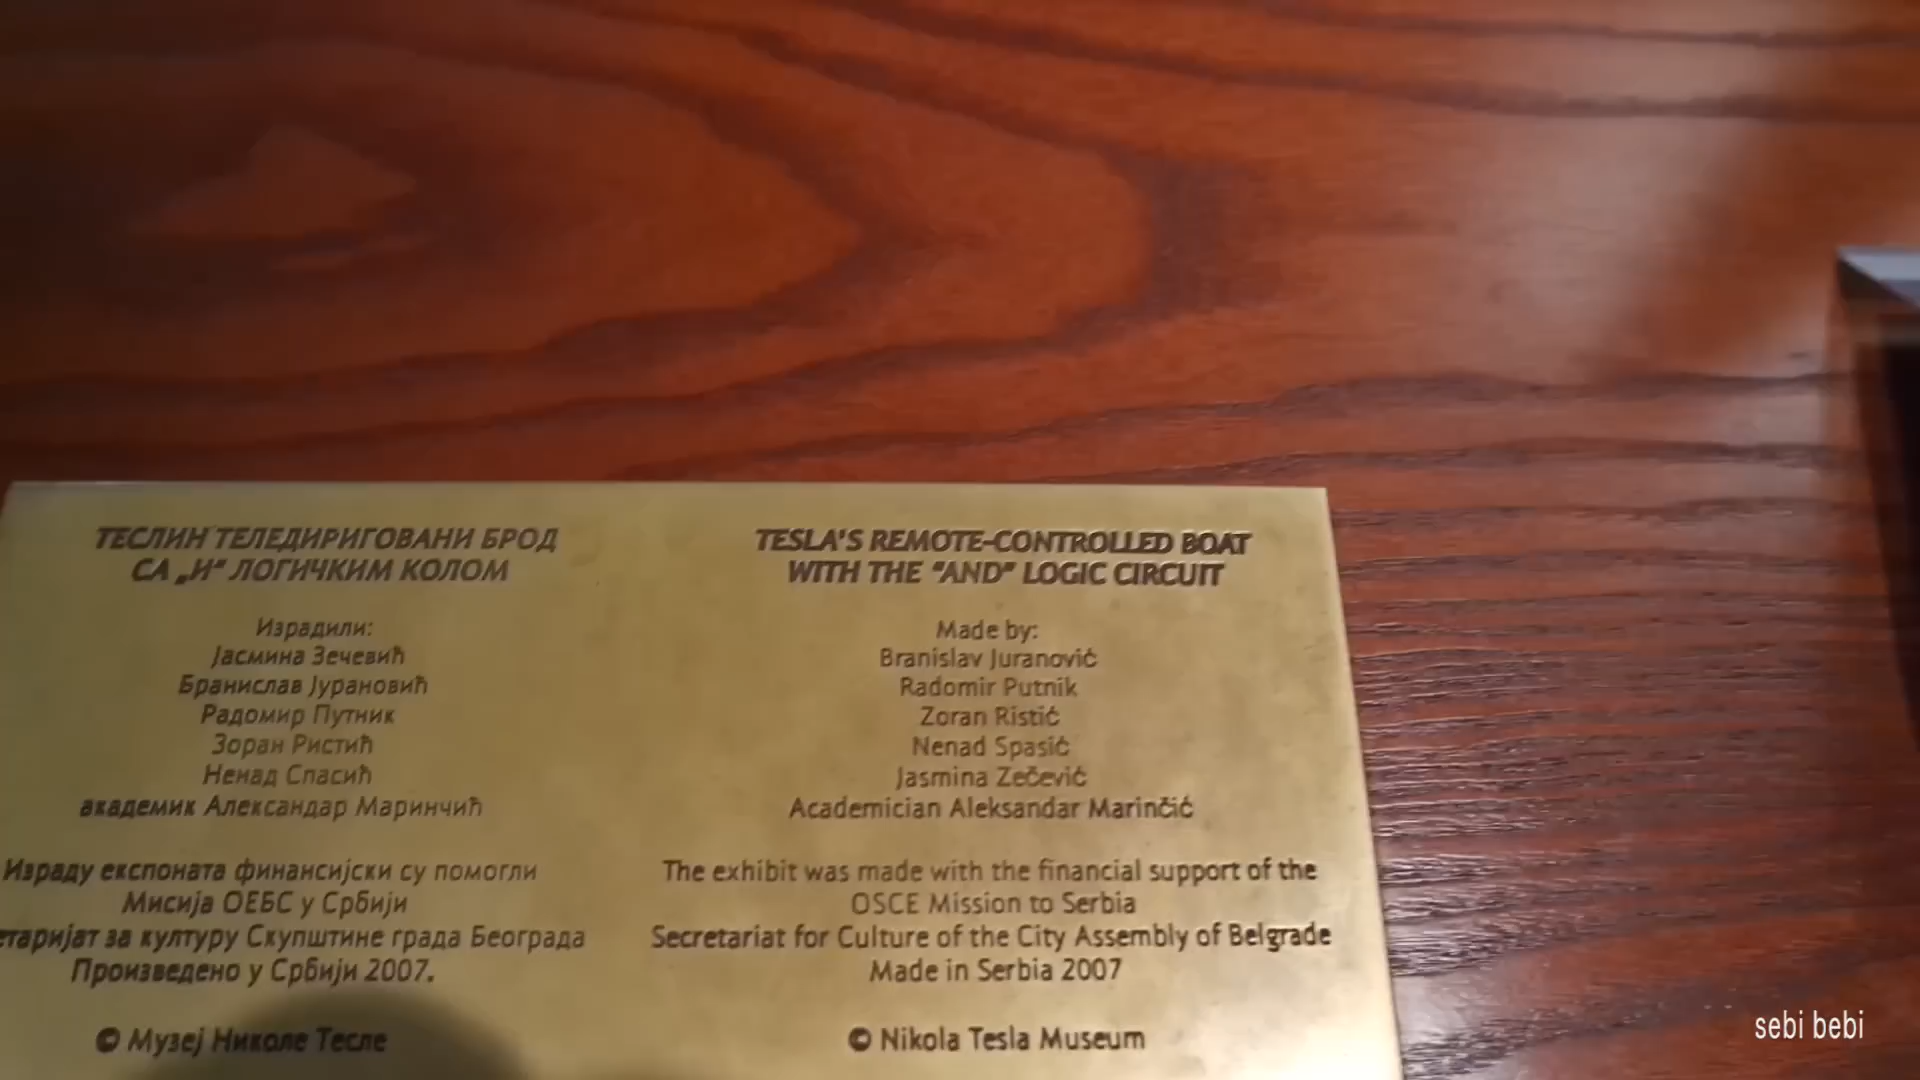 ТЕСЛИН ТЕЛЕДИРИГОВАНИ БРОД
СА „И“ ЛОГИЧКИМ КОЛОМ
Израдили:
Јасмина Зечевић
Бранислав Јурановић
Радомир Путник
Зоран Ристић
Ненад Спасић
академик Александар Маринчић
Израду експоната финансијски су помогли
Мисија ОЕБС у Србији
за културу Скупштине града Београда
Произведено у Србији 2007.
© Музеј Николе Тесле
TESLA'S REMOTE-CONTROLLED BOAT
WITH THE "AND" LOGIC CIRCUIT
Made by:
Branislav Juranović
Radomir Putnik
Zoran Ristić
Nenad Spasić
Jasmina Zečević
Academician Aleksandar Marinčić
The exhibit was made with the financial support of the
OSCE Mission to Serbia
Secretariat for Culture of the City Assembly of Belgrade
Made in Serbia 2007
© Nikola Tesla Museum
sebi bebi